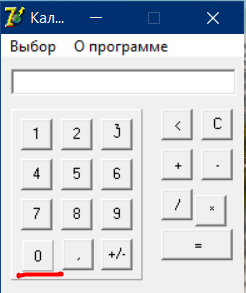 Кал...
Выбор О программе
1 2 3 < C
4 5 6 + -
7 8 9 / *
0 , +/- =